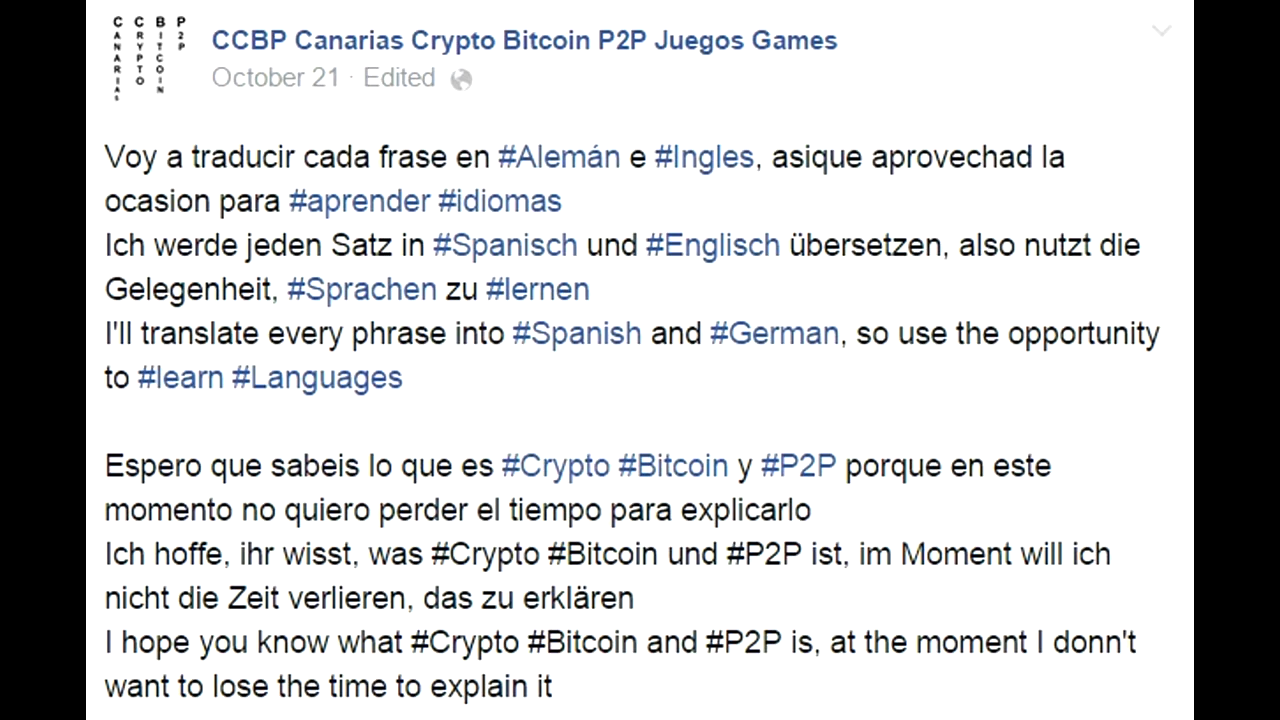 CANARIAS CRYPTO BITCOIN P2P
CCBP Canarias Crypto Bitcoin P2P Juegos Games
October 21 · Edited
Voy a traducir cada frase en #Alemán e #Ingles, asique aprovechad la
ocasion para #aprender #idiomas
Ich werde jeden Satz in #Spanisch und #Englisch übersetzen, also nutzt die
Gelegenheit, #Sprachen zu #lernen
I'll translate every phrase into #Spanish and #German, so use the opportunity
to #learn #Languages
Espero que sabeis lo que es #Crypto #Bitcoin y #P2P porque en este
momento no quiero perder el tiempo para explicarlo
Ich hoffe, ihr wisst, was #Crypto #Bitcoin und #P2P ist, im Moment will ich
nicht die Zeit verlieren, das zu erklären
I hope you know what #Crypto #Bitcoin and #P2P is, at the moment I donn't
want to lose the time to explain it